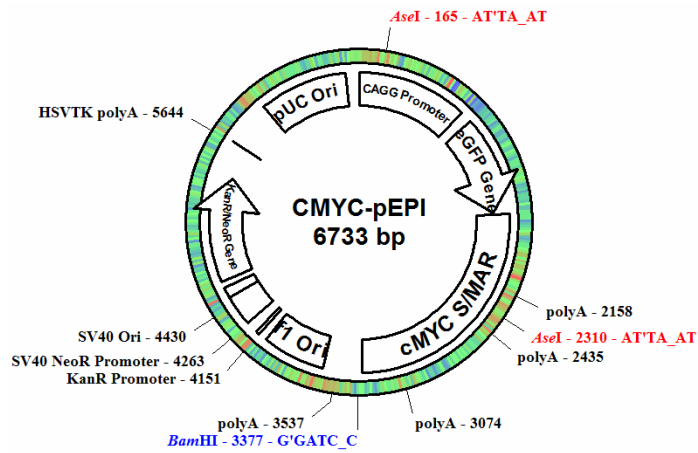 AseI - 165 - AT'TA_AT
HSVTK polyA - 5644
pUC Ori
CAGG Promoter
eGFP Gene
KanR/NeoR Gene
CMYC-pEPI
6733 bp
cMYC S/MAR
polyA - 2158
AseI - 2310 - AT'TA_AT
polyA - 2435
SV40 Ori - 4430
SV40 NeoR Promoter - 4263
KanR Promoter - 4151
f1 Ori
polyA - 3537
polyA - 3074
BamHI - 3377 - G'GATC_C